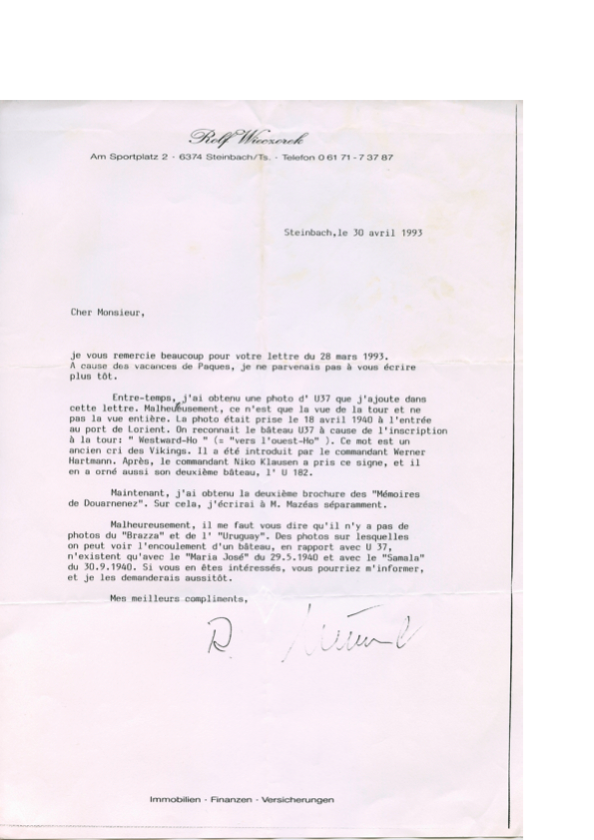 Rolf Wieczorek
Am Sportplatz 2 · 6374 Steinbach/Ts. · Telefon 0 61 71 - 7 37 87
Steinbach,le 30 avril 1993
Cher Monsieur,
je vous remercie beaucoup pour votre lettre du 28 mars 1993.
A cause des vacances de Paques, je ne parvenais pas à vous écrire
plus tôt.
Entre-temps, j'ai obtenu une photo d' U37 que j'ajoute dans
cette lettre. Malheureusement, ce n'est que la vue de la tour et ne
pas la vue entière. La photo était prise le 18 avril 1940 à l'entrée
au port de Lorient. On reconnait le bâteau U37 à cause de l'inscription
à la tour: " Westward-Ho " (= "vers l'ouest-Ho" ). Ce mot est un
ancien cri des Vikings. Il a été introduit par le commandant Werner
Hartmann. Après, le commandant Niko Klausen a pris ce signe, et il
en a orné aussi son deuxième bâteau, l' U 182.
Maintenant, j'ai obtenu la deuxième brochure des "Mémoires
de Douarnenez". Sur cela, j'écrirai à M. Mazéas séparamment.
Malheureusement, il me faut vous dire qu'il n'y a pas de
photos du "Brazza" et de l' "Uruguay". Des photos sur lesquelles
on peut voir l'encoulement d'un bâteau, en rapport avec U 37,
n'existent qu'avec le "Maria José" du 29.5.1940 et avec le "Samala"
du 30.9.1940. Si vous en êtes intéressés, vous pourriez m'informer,
et je les demanderais aussitôt.
Mes meilleurs compliments,
R.
Immobilien · Finanzen · Versicherungen